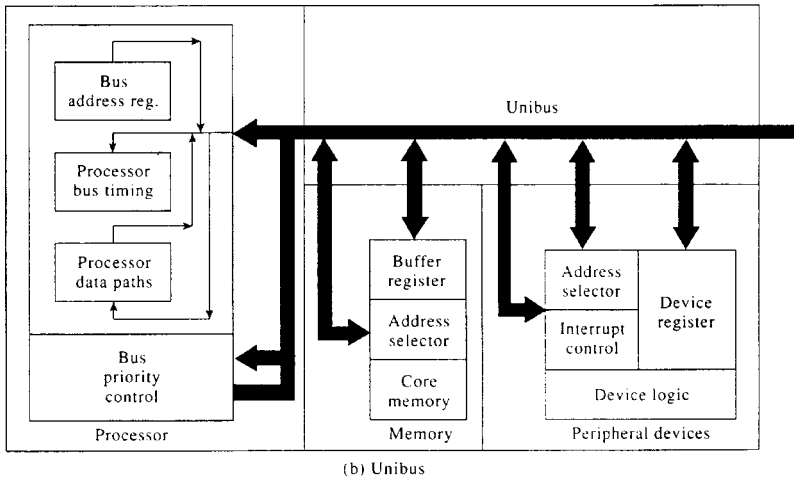 Bus
address reg.
Unibus
Processor
bus timing
Processor
data paths
Buffer
register
Address
selector
Core
memory
Address
selector
Interrupt
control
Device
register
Device logic
Bus
priority
control
Processor
Memory
Peripheral devices
(b) Unibus